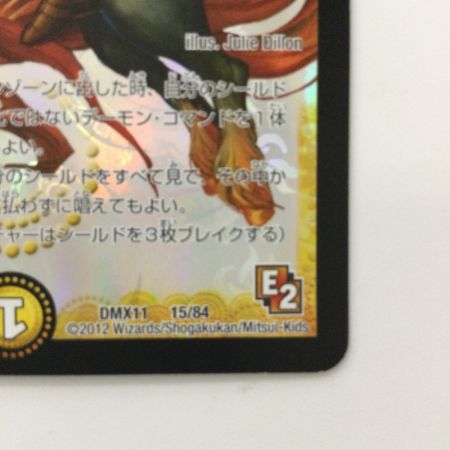 illus. Julie Dillon
ゾーンに出した時、自分のシールド
ではないデーモン・コマンドを1体
よい。
分のシールドをすべて見て、その中か
払わずに唱えてもよい。
チャーはシールドを3枚ブレイクする)
E2
DMX11 15/84
©2012 Wizards/Shogakukan/Mitsui-Kids